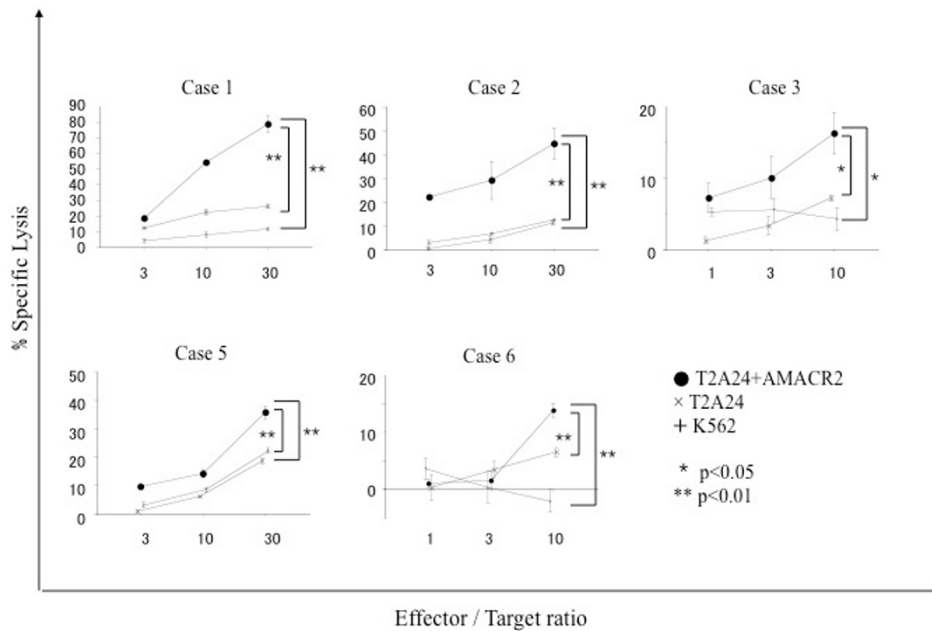 % Specific Lysis
Case 1
90
80
70
60
50
40
30
20
10
0
3 10 30
** **
Case 2
60
50
40
30
20
10
0
3 10 30
** **
Case 3
20
10
0
1 3 10
* *
Case 5
50
40
30
20
10
0
3 10 30
** **
Case 6
20
10
0
1 3 10
** **
● T2A24+AMACR2
× T2A24
+ K562
* p<0.05
** p<0.01
Effector / Target ratio